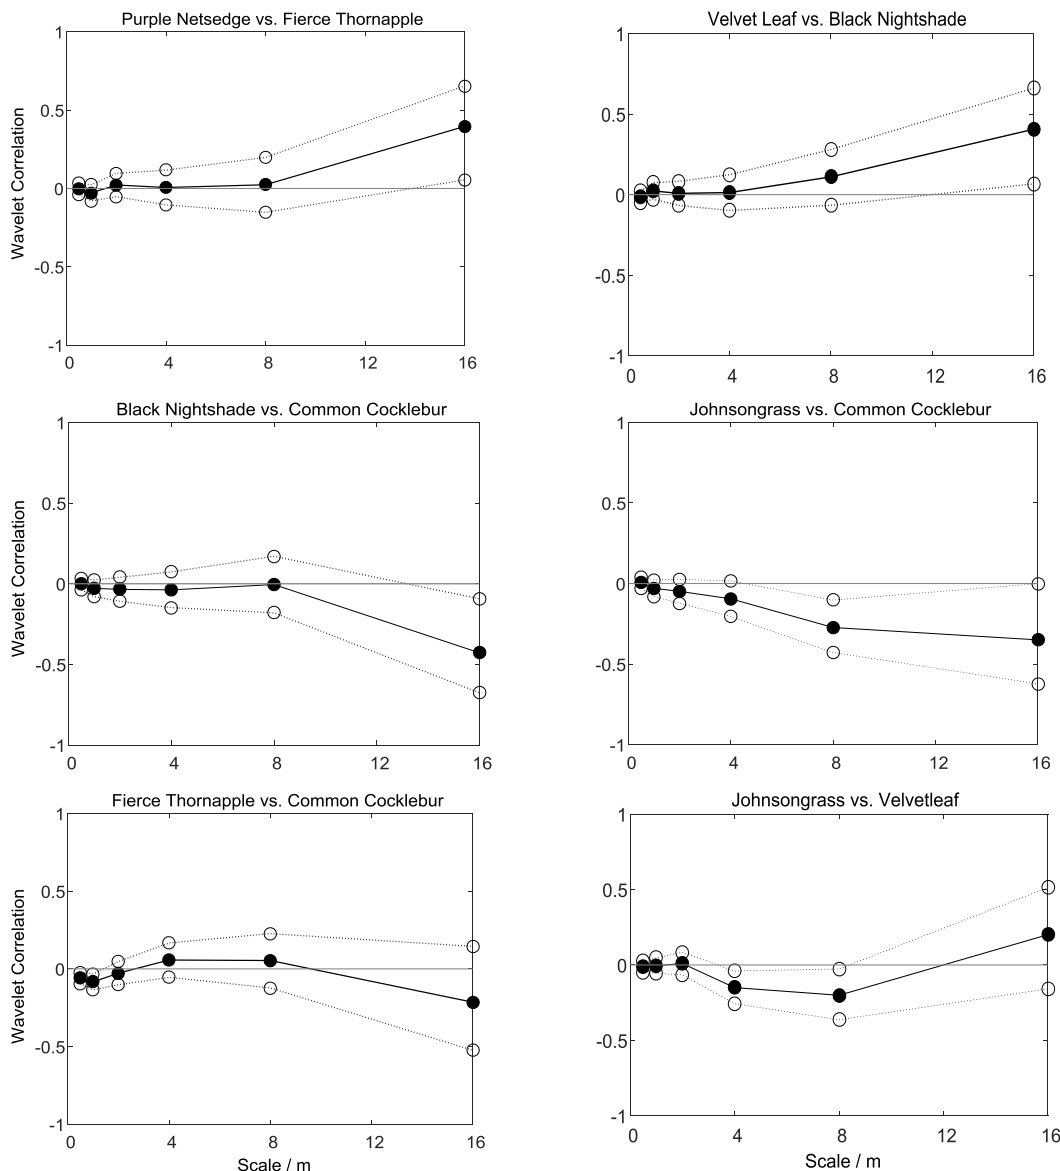 Purple Netsedge vs. Fierce Thornapple
1
0.5
0
-0.5
-1
0 4 8 12 16
Wavelet Correlation
Velvet Leaf vs. Black Nightshade
1
0.5
0
-0.5
-1
0 4 8 12 16
Black Nightshade vs. Common Cocklebur
1
0.5
0
-0.5
-1
0 4 8 12 16
Wavelet Correlation
Johnsongrass vs. Common Cocklebur
1
0.5
0
-0.5
-1
0 4 8 12 16
Fierce Thornapple vs. Common Cocklebur
1
0.5
0
-0.5
-1
0 4 8 12 16
Wavelet Correlation
Scale / m
Johnsongrass vs. Velvetleaf
1
0.5
0
-0.5
-1
0 4 8 12 16
Scale / m